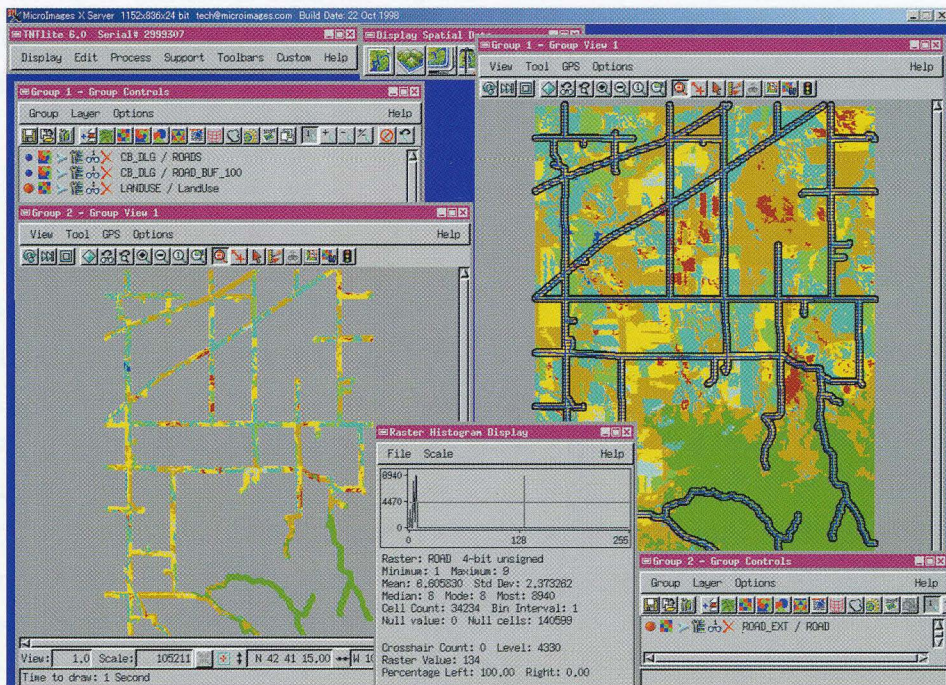 MicroImages X Server 1152x836x24 bit tech@microimages.com Build Date: 22 Oct 1998
TNTlite 6.0 Serial# 2999307
Display Edit Process Support Toolbars Custom Help
Display Spatial Data
Group 1 - Group View 1
View Tool GPS Options Help
Group 1 - Group Controls
Group Layer Options Help
CB_DLG / ROADS
CB_DLG / ROAD_BUF_100
LANDUSE / LandUse
Group 2 - Group View 1
View Tool GPS Options Help
View: 1.0 Scale: 105211 N 42 41 15.00 W 10
Time to draw: 1 Second
Raster Histogram Display
File Scale Help
8940
4470
0
0 128 255
Raster: ROAD 4-bit unsigned
Minimum: 1 Maximum: 9
Mean: 6.605830 Std Dev: 2.373262
Median: 8 Mode: 8 Most: 8940
Cell Count: 34234 Bin Interval: 1
Null value: 0 Null cells: 140599
Crosshair Count: 0 Level: 4330
Raster Value: 134
Percentage Left: 100.00 Right: 0.00
Group 2 - Group Controls
Group Layer Options Help
ROAD_EXT / ROAD